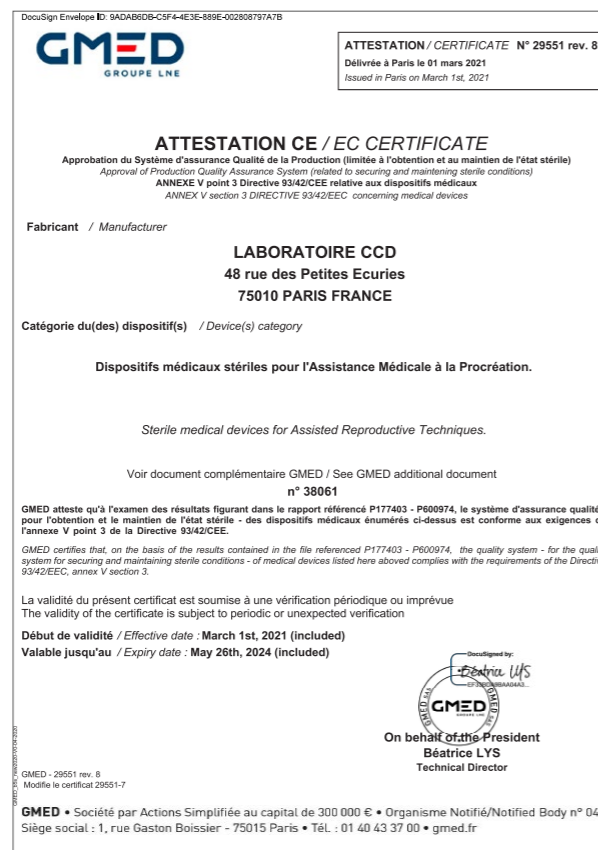 DocuSign Envelope ID: 9ADAB6DB-C5F4-4E3E-889E-002808797A7B
GMED
GROUPE LNE
ATTESTATION / CERTIFICATE N° 29551 rev. 8
Délivrée à Paris le 01 mars 2021
Issued in Paris on March 1st, 2021
ATTESTATION CE / EC CERTIFICATE
Approbation du Système d'assurance Qualité de la Production (limitée à l'obtention et au maintien de l'état stérile)
Approval of Production Quality Assurance System (related to securing and maintening sterile conditions)
ANNEXE V point 3 Directive 93/42/CEE relative aux dispositifs médicaux
ANNEX V section 3 DIRECTIVE 93/42/EEC concerning medical devices
Fabricant / Manufacturer
LABORATOIRE CCD
48 rue des Petites Ecuries
75010 PARIS FRANCE
Catégorie du(des) dispositif(s) / Device(s) category
Dispositifs médicaux stériles pour l'Assistance Médicale à la Procréation.
Sterile medical devices for Assisted Reproductive Techniques.
Voir document complémentaire GMED / See GMED additional document
n° 38061
GMED atteste qu'à l'examen des résultats figurant dans le rapport référencé P177403 - P600974, le système d'assurance qualité
pour l'obtention et le maintien de l'état stérile - des dispositifs médicaux énumérés ci-dessus est conforme aux exigences
l'annexe V point 3 de la Directive 93/42/CEE.
GMED certifies that, on the basis of the results contained in the file referenced P177403 - P600974, the quality system - for the
system for securing and maintaining sterile conditions - of medical devices listed here aboved complies with the requirements of the
93/42/EEC, annex V section 3.
La validité du présent certificat est soumise à une vérification périodique ou imprévue
The validity of the certificate is subject to periodic or unexpected verification
Début de validité / Effective date : March 1st, 2021 (included)
Valable jusqu'au / Expiry date : May 26th, 2024 (included)
DocuSigned by:
Béatrice LYS
GMED SAS
GMED
GROUPE LNE
GMED SAS
On behalf of the President
Béatrice LYS
Technical Director
GMED - 29551 rev. 8
Modifie le certificat 29551-7
GMED • Société par Actions Simplifiée au capital de 300 000 € • Organisme Notifié/Notified Body n° 04
Siège social : 1, rue Gaston Boissier - 75015 Paris • Tél. : 01 40 43 37 00 • gmed.fr